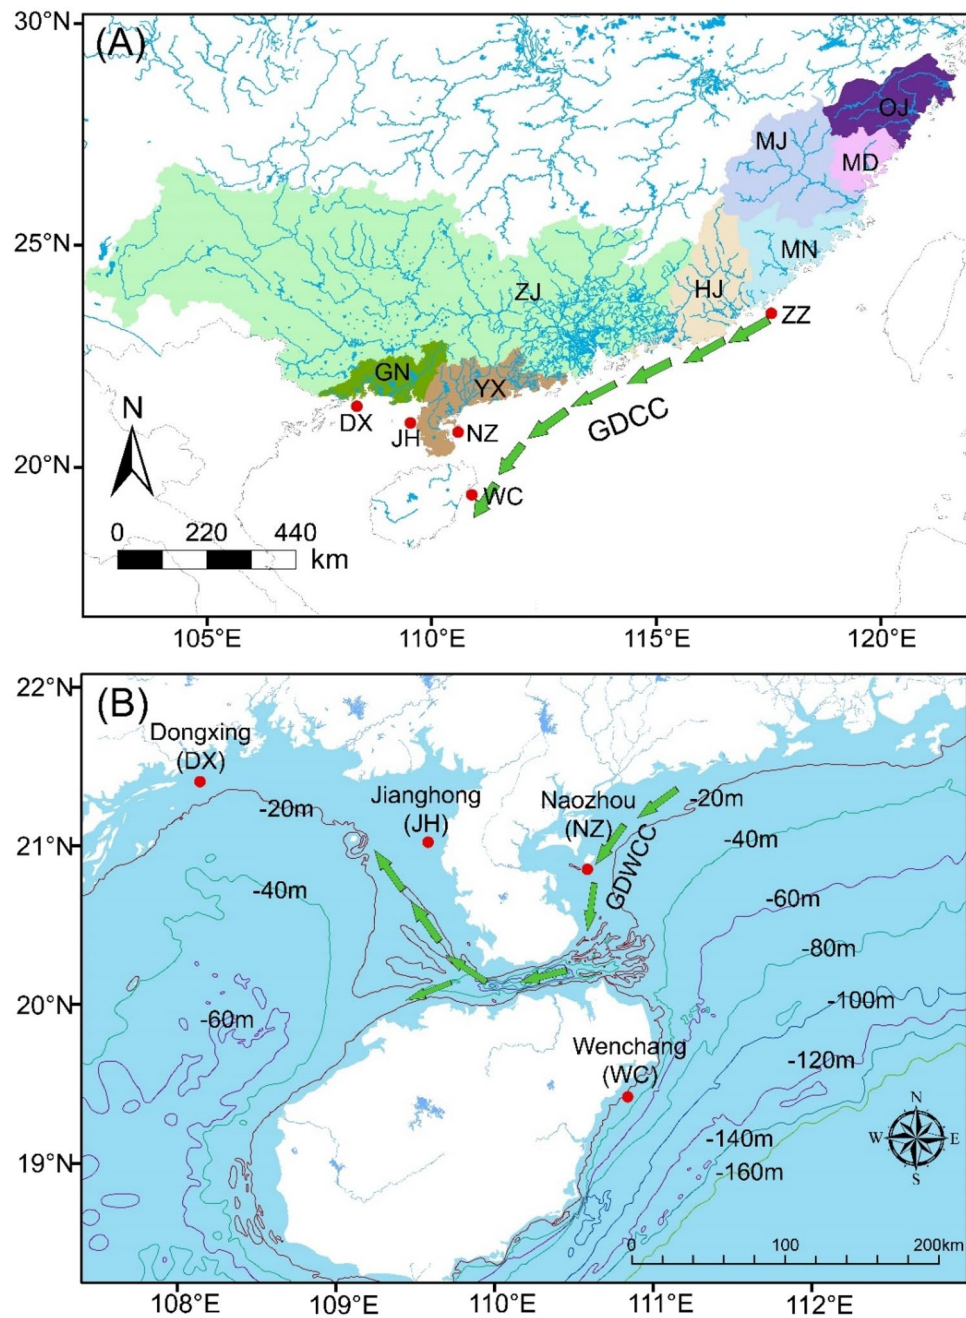 30°N
(A)
OJ
MJ
MD
25°N
MN
ZJ
HJ
ZZ
GN
YX
N
DX
JH
NZ
GDCC
20°N
WC
0 220 440
km
105°E 110°E 115°E 120°E
22°N
(B)
Dongxing
(DX)
Jianghong
(JH)
Naozhou
(NZ)
-20m
-20m
GDWCC
21°N
-40m
-40m
-60m
-80m
20°N
-100m
-60m
Wenchang
(WC)
-120m
N
W E
S
-140m
19°N
-160m
0 100 200km
108°E 109°E 110°E 111°E 112°E